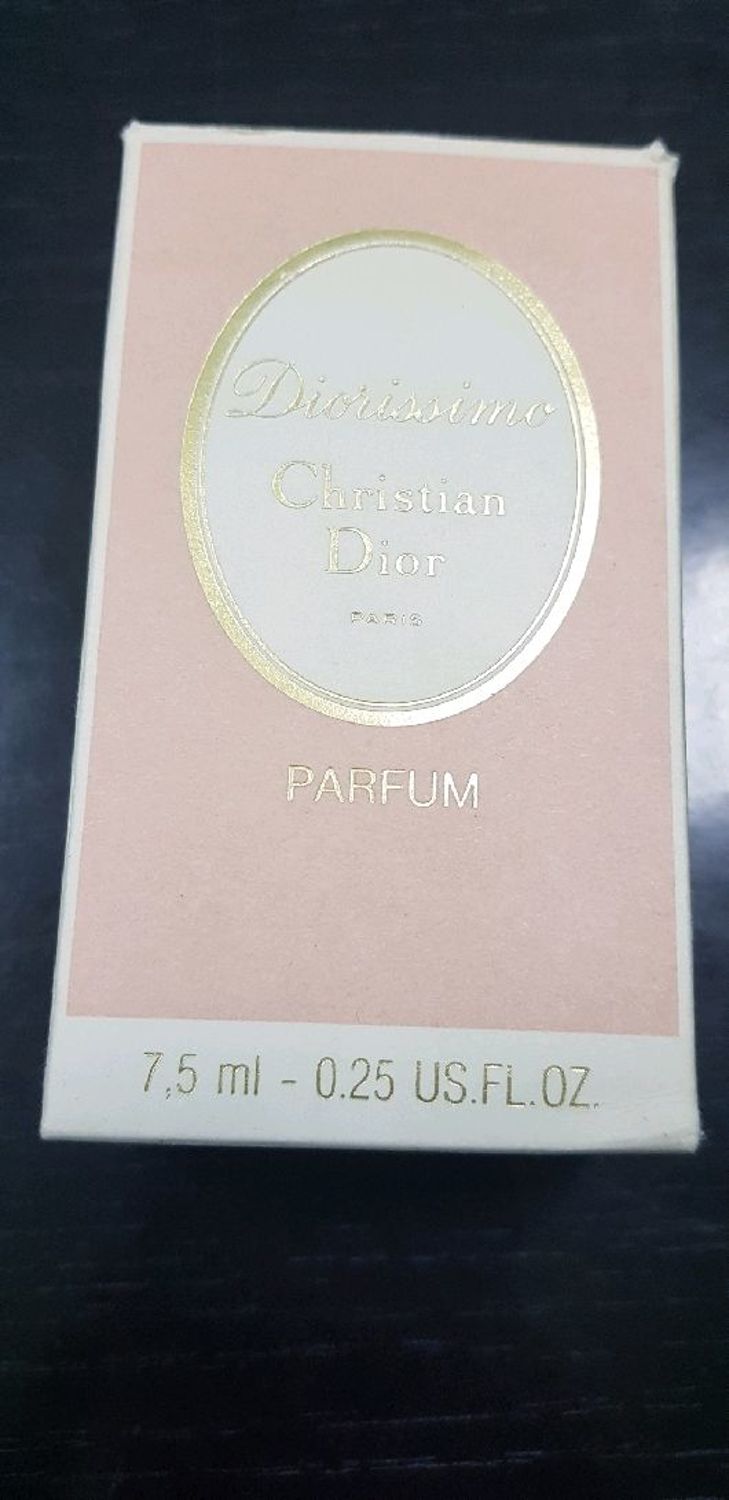 Diorissimo
Christian
Dior
PARIS
PARFUM
7,5 ml - 0.25 US.FL.OZ.